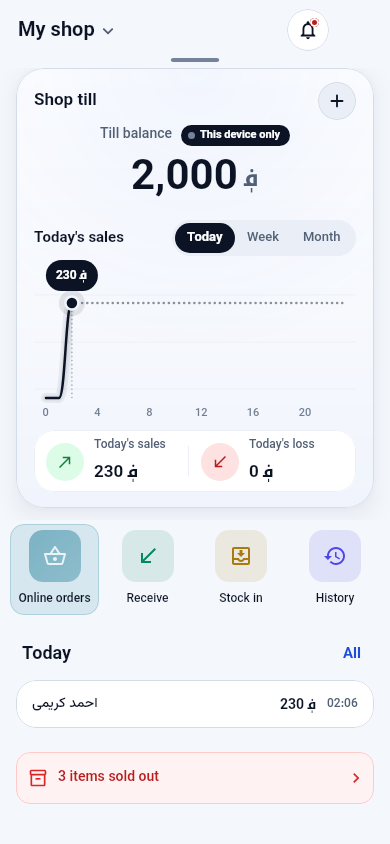 My shop
Shop till
Till balance
This device only
2,000 ؋
Today's sales
Today
Week
Month
230 ؋
0
4
8
12
16
20
Today's sales
230 ؋
Today's loss
0 ؋
Online orders
Receive
Stock in
History
Today
All
احمد کریمی
230 ؋
02:06
3 items sold out